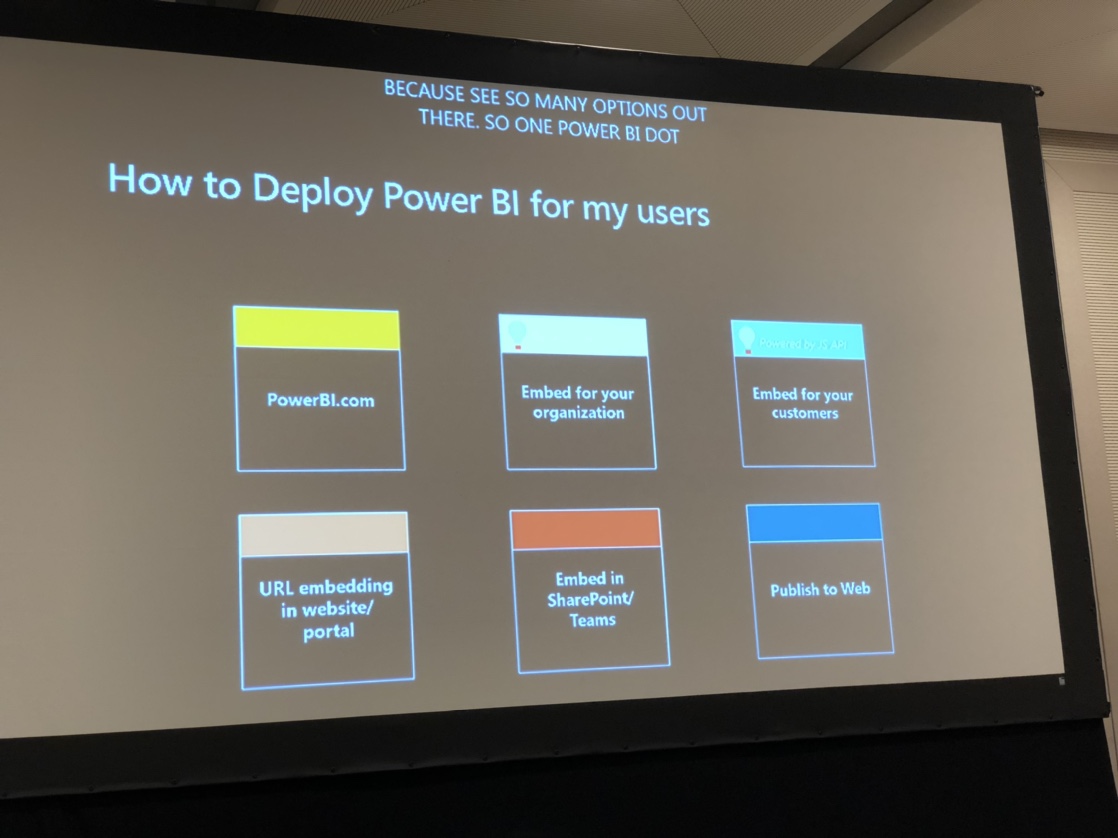 BECAUSE SEE SO MANY OPTIONS OUT
THERE. SO ONE POWER BI DOT
How to Deploy Power BI for my users
PowerBI.com
Embed for your
organization
Powered by JS API
Embed for your
customers
URL embedding
in website/
portal
Embed in
SharePoint/
Teams
Publish to Web